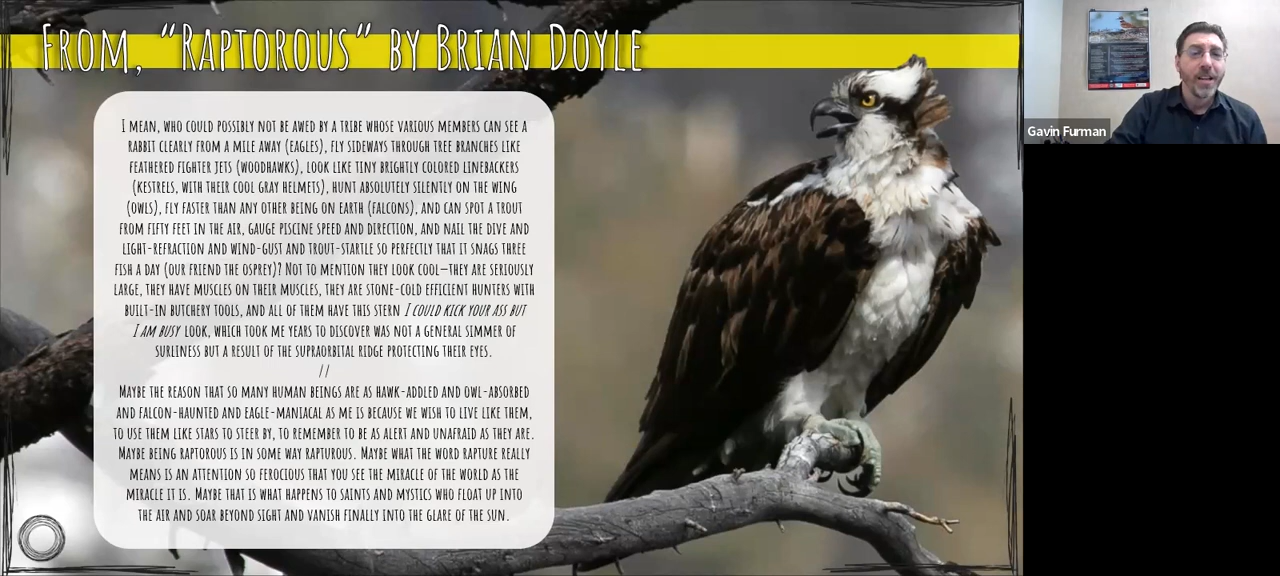 From, "Raptorous" by Brian Doyle
I mean, who could possibly not be awed by a tribe whose various members can see a
rabbit clearly from a mile away (eagles), fly sideways through tree branches like
feathered fighter jets (woodhawks), look like tiny brightly colored linebackers
(kestrels, with their cool gray helmets), hunt absolutely silently on the wing
(owls), fly faster than any other being on earth (falcons), and can spot a trout
from fifty feet in the air, gauge piscine speed and direction, and nail the dive and
light-refraction and wind-gust and trout-startle so perfectly that it snags three
fish a day (our friend the osprey)? Not to mention they look cool—they are seriously
large, they have muscles on their muscles, they are stone-cold efficient hunters with
built-in butchery tools, and all of them have this stern I could kick your ass but
I am busy look, which took me years to discover was not a general simmer of
surliness but a result of the supraorbital ridge protecting their eyes.
//
Maybe the reason that so many human beings are as hawk-addled and owl-absorbed
and falcon-haunted and eagle-maniacal as me is because we wish to live like them,
to use them like stars to steer by, to remember to be as alert and unafraid as they are.
Maybe being raptorous is in some way rapturous. Maybe what the word rapture really
means is an attention so ferocious that you see the miracle of the world as the
miracle it is. Maybe that is what happens to saints and mystics who float up into
the air and soar beyond sight and vanish finally into the glare of the sun.
Gavin Furman